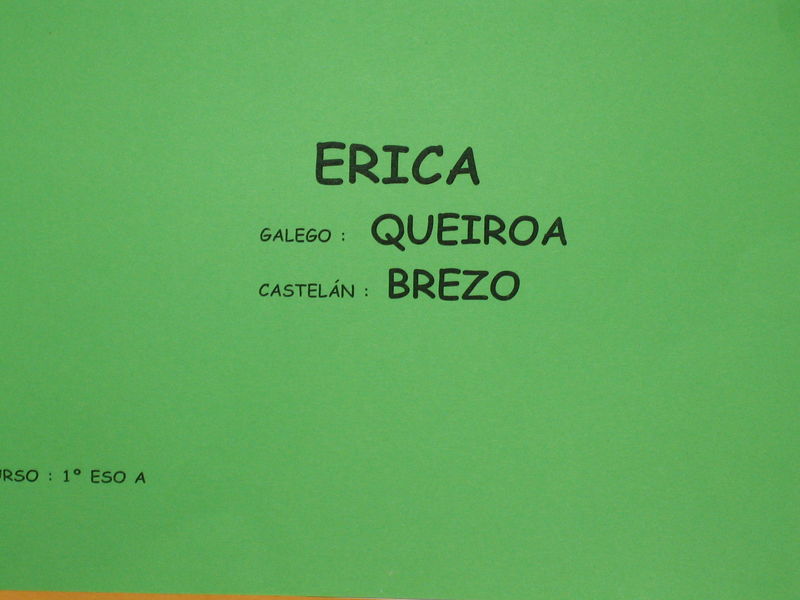 ERICA
GALEGO : QUEIROA
CASTELÁN : BREZO
URSO : 1º ESO A